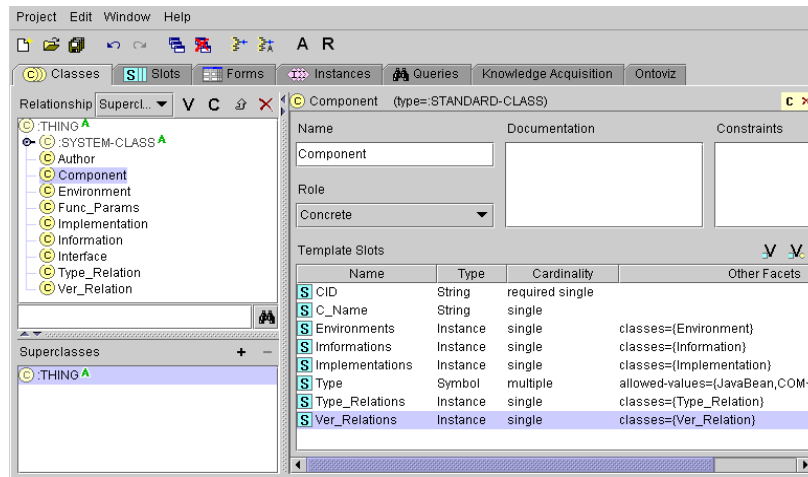 Project Edit Window Help
A R
C Classes S Slots Forms Instances Queries Knowledge Acquisition Ontoviz
Relationship Supercl... V C
C :THING A
C :SYSTEM-CLASS A
C Author
C Component
C Environment
C Func_Params
C Implementation
C Information
C Interface
C Type_Relation
C Ver_Relation
Superclasses + −
C :THING A
C Component (type=:STANDARD-CLASS) C
Name Documentation Constraints
Component
Role
Concrete
Template Slots
Name Type Cardinality Other Facets
S CID String required single
S C_Name String single
S Environments Instance single classes={Environment}
S Imformations Instance single classes={Information}
S Implementations Instance single classes={Implementation}
S Type Symbol multiple allowed-values={JavaBean,COM
S Type_Relations Instance single classes={Type_Relation}
S Ver_Relations Instance single classes={Ver_Relation}